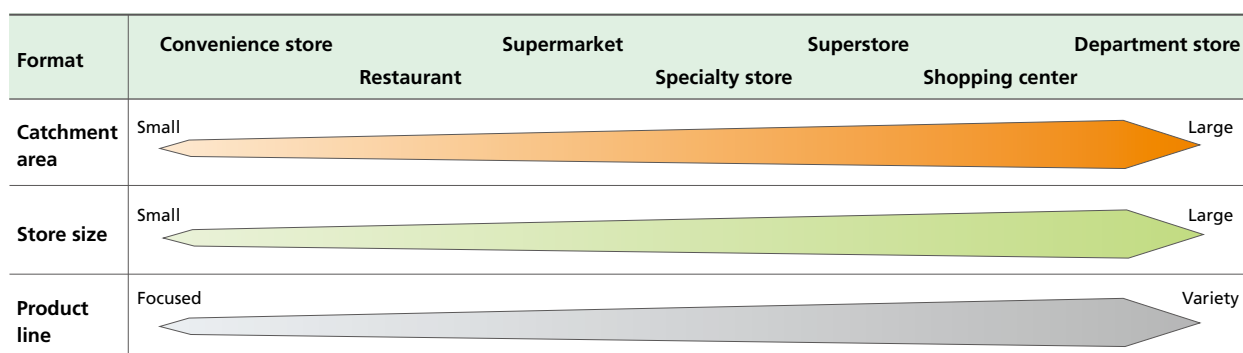 Format
Convenience store Supermarket Superstore Department store
Restaurant Specialty store Shopping center
Catchment
area
Small
Large
Store size
Small
Large
Product
line
Focused
Variety